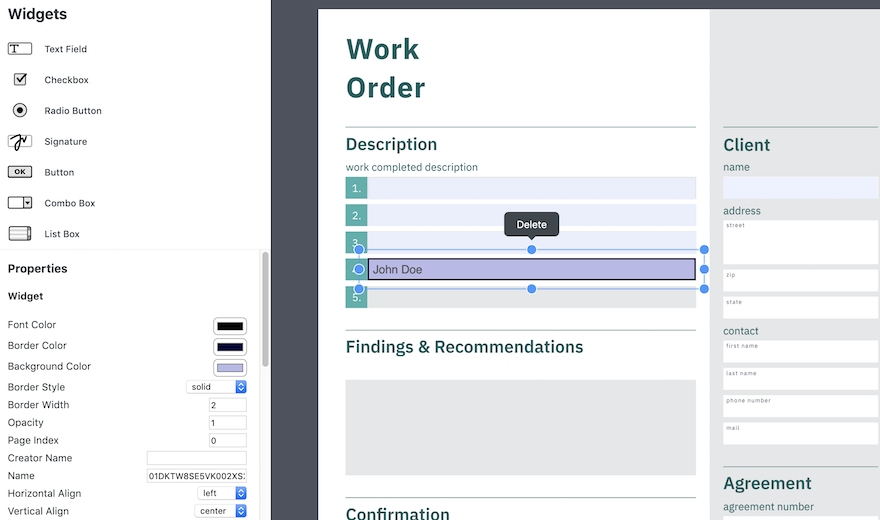 Widgets
T Text Field
Checkbox
Radio Button
Signature
OK Button
Combo Box
List Box
Properties
Widget
Font Color
Border Color
Background Color
Border Style solid
Border Width 2
Opacity 1
Page Index 0
Creator Name
Name 01DKTW8SE5VK002XS
Horizontal Align left
Vertical Align center
Work
Order
Description
work completed description
1.
2.
3.
Delete
John Doe
5.
Findings & Recommendations
Confirmation
Client
name
address
street
zip
state
contact
first name
last name
phone number
mail
Agreement
agreement number